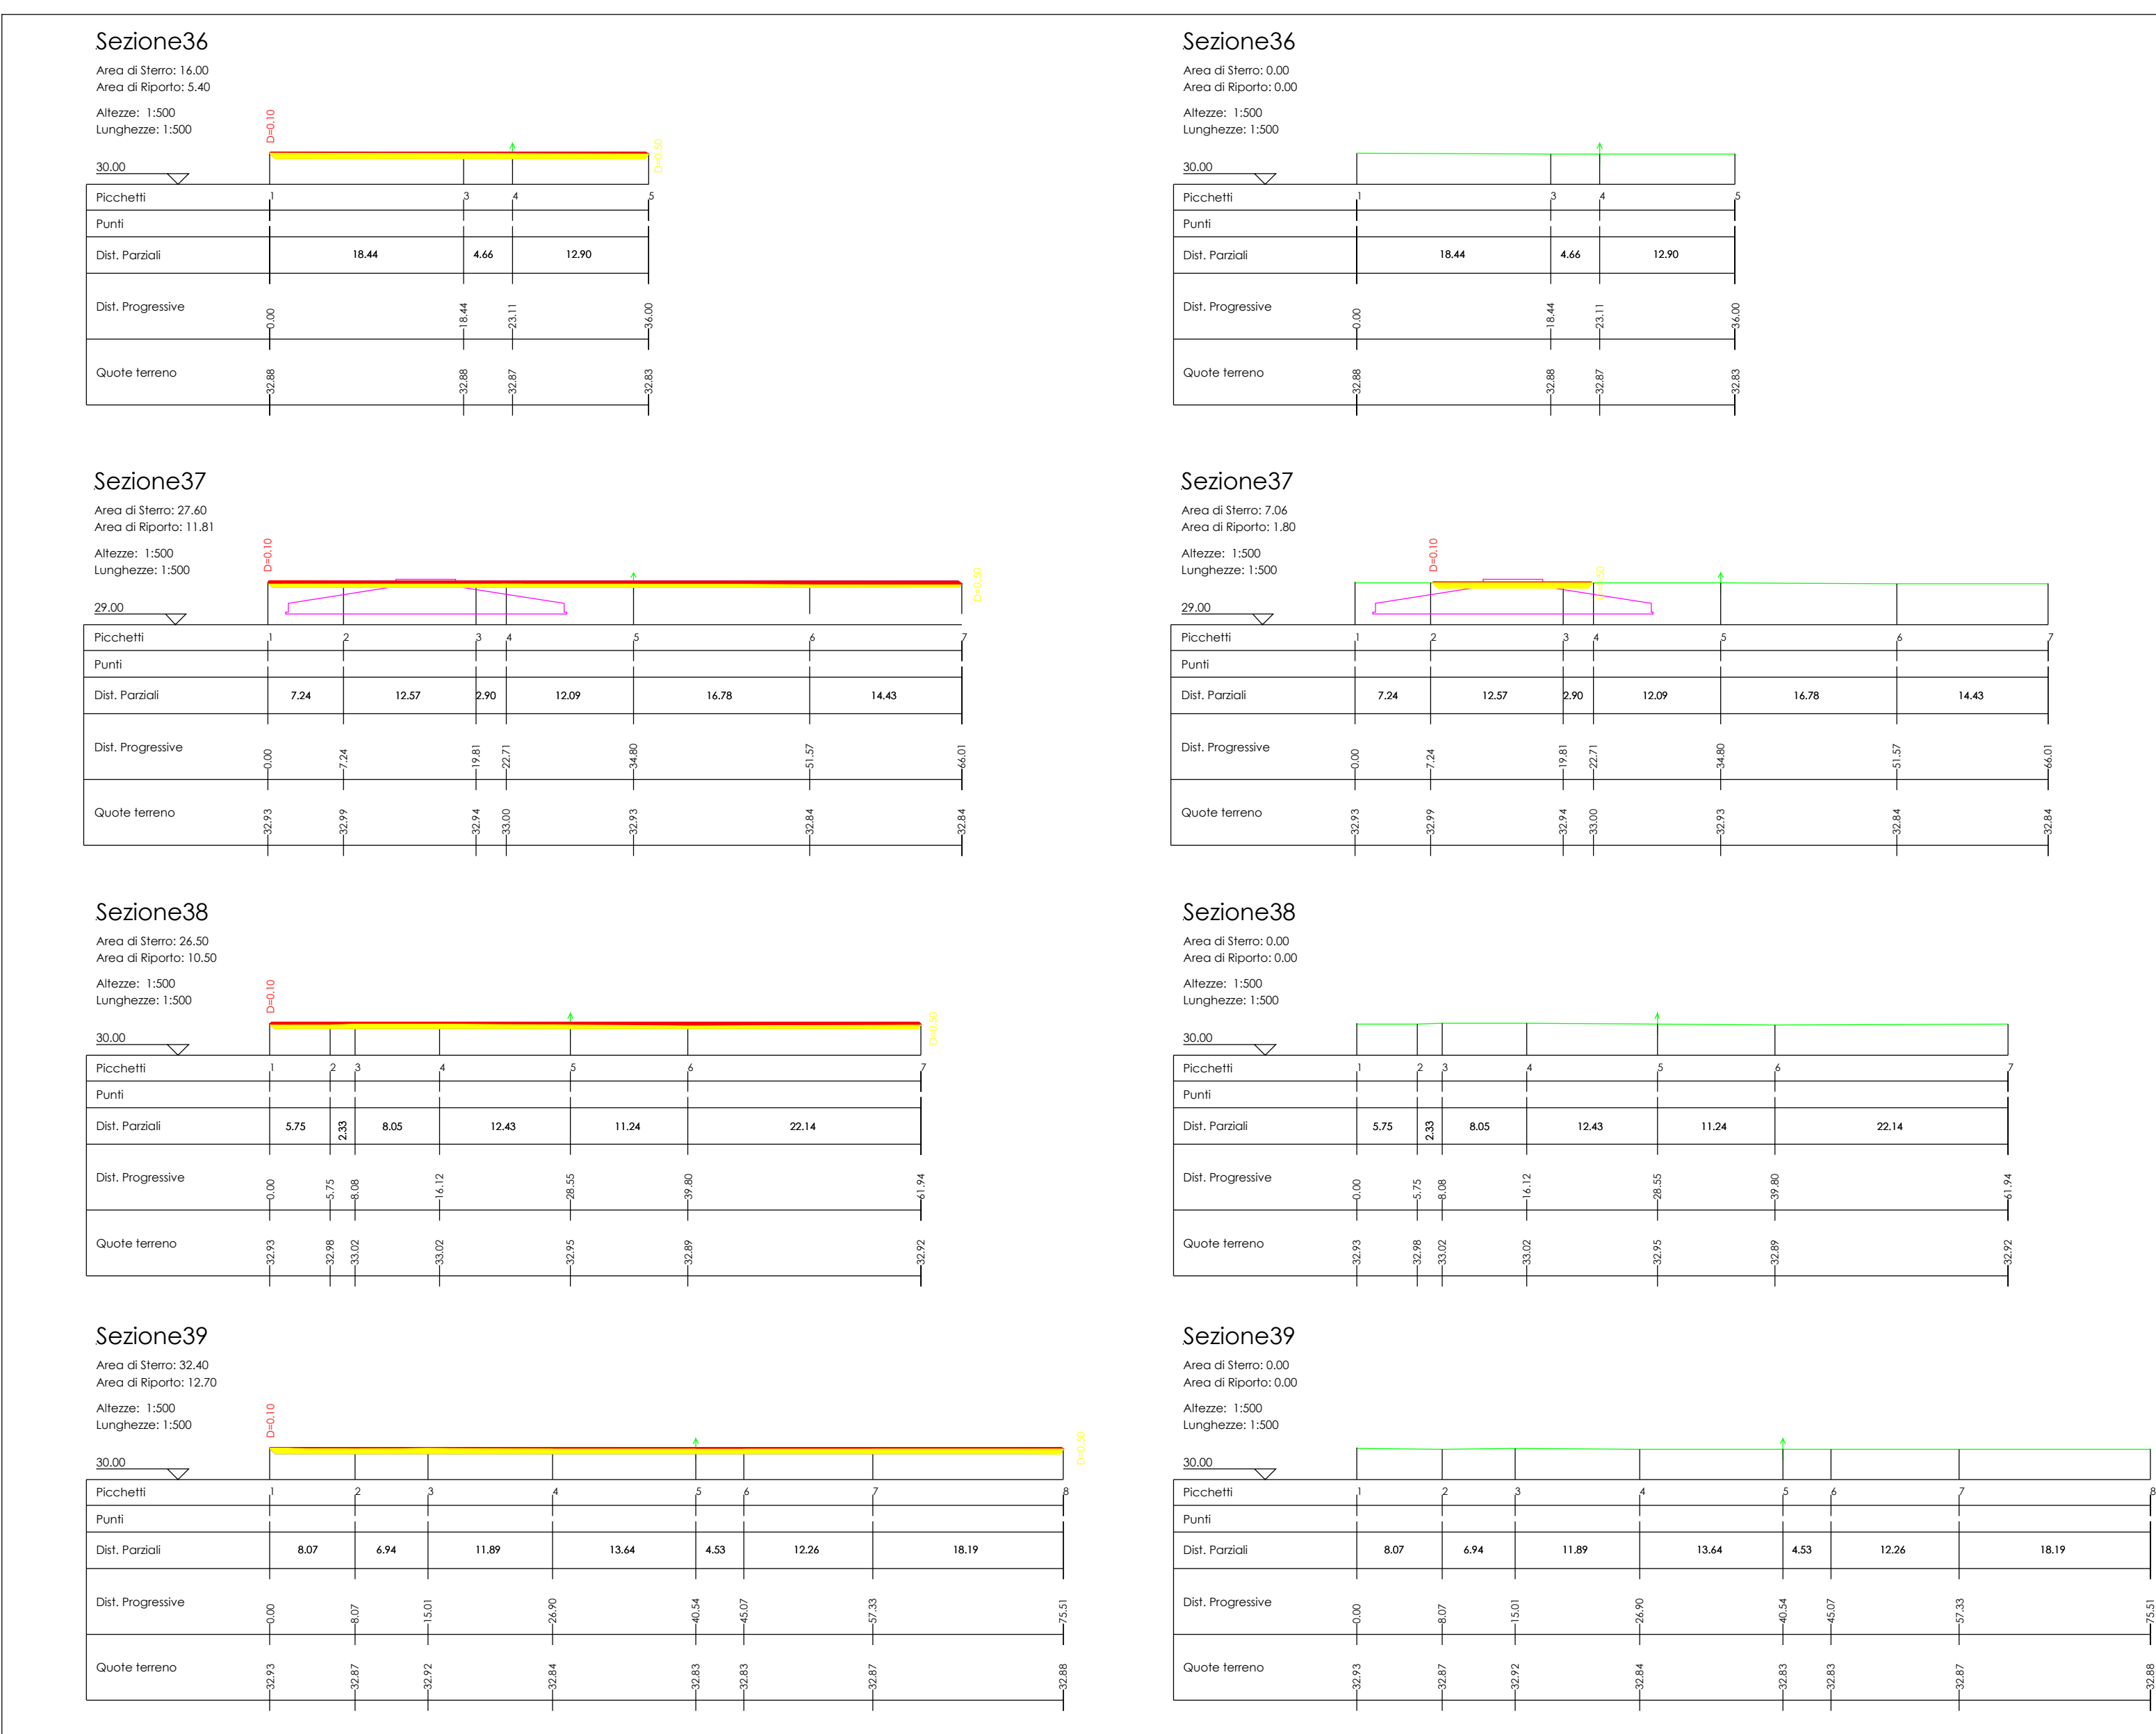 Sezione36
Area di Sterro: 16.00
Area di Riporto: 5.40
Altezze: 1:500
Lunghezze: 1:500
D=0.10
D=0.50
30.00
Picchetti 1 3 4 5
Punti
Dist. Parziali 18.44 4.66 12.90
Dist. Progressive 0.00 18.44 23.11 36.00
Quote terreno 32.88 32.88 32.87 32.83
Sezione36
Area di Sterro: 0.00
Area di Riporto: 0.00
Altezze: 1:500
Lunghezze: 1:500
30.00
Picchetti 1 3 4 5
Punti
Dist. Parziali 18.44 4.66 12.90
Dist. Progressive 0.00 18.44 23.11 36.00
Quote terreno 32.88 32.88 32.87 32.83
Sezione37
Area di Sterro: 27.60
Area di Riporto: 11.81
Altezze: 1:500
Lunghezze: 1:500
D=0.10
D=0.50
29.00
Picchetti 1 2 3 4 5 6 7
Punti
Dist. Parziali 7.24 12.57 2.90 12.09 16.78 14.43
Dist. Progressive 0.00 7.24 19.81 22.71 34.80 51.57 66.01
Quote terreno 32.93 32.99 32.94 33.00 32.93 32.84 32.84
Sezione37
Area di Sterro: 7.06
Area di Riporto: 1.80
Altezze: 1:500
Lunghezze: 1:500
D=0.10
D=0.50
29.00
Picchetti 1 2 3 4 5 6 7
Punti
Dist. Parziali 7.24 12.57 2.90 12.09 16.78 14.43
Dist. Progressive 0.00 7.24 19.81 22.71 34.80 51.57 66.01
Quote terreno 32.93 32.99 32.94 33.00 32.93 32.84 32.84
Sezione38
Area di Sterro: 26.50
Area di Riporto: 10.50
Altezze: 1:500
Lunghezze: 1:500
D=0.10
D=0.50
30.00
Picchetti 1 2 3 4 5 6 7
Punti
Dist. Parziali 5.75 2.33 8.05 12.43 11.24 22.14
Dist. Progressive 0.00 5.75 8.08 16.12 28.55 39.80 61.94
Quote terreno 32.93 32.98 33.02 33.02 32.95 32.89 32.92
Sezione38
Area di Sterro: 0.00
Area di Riporto: 0.00
Altezze: 1:500
Lunghezze: 1:500
30.00
Picchetti 1 2 3 4 5 6 7
Punti
Dist. Parziali 5.75 2.33 8.05 12.43 11.24 22.14
Dist. Progressive 0.00 5.75 8.08 16.12 28.55 39.80 61.94
Quote terreno 32.93 32.98 33.02 33.02 32.95 32.89 32.92
Sezione39
Area di Sterro: 32.40
Area di Riporto: 12.70
Altezze: 1:500
Lunghezze: 1:500
D=0.10
D=0.50
30.00
Picchetti 1 2 3 4 5 6 7 8
Punti
Dist. Parziali 8.07 6.94 11.89 13.64 4.53 12.26 18.19
Dist. Progressive 0.00 8.07 15.01 26.90 40.54 45.07 57.33 75.51
Quote terreno 32.93 32.87 32.92 32.84 32.83 32.83 32.87 32.88
Sezione39
Area di Sterro: 0.00
Area di Riporto: 0.00
Altezze: 1:500
Lunghezze: 1:500
30.00
Picchetti 1 2 3 4 5 6 7 8
Punti
Dist. Parziali 8.07 6.94 11.89 13.64 4.53 12.26 18.19
Dist. Progressive 0.00 8.07 15.01 26.90 40.54 45.07 57.33 75.51
Quote terreno 32.93 32.87 32.92 32.84 32.83 32.83 32.87 32.88